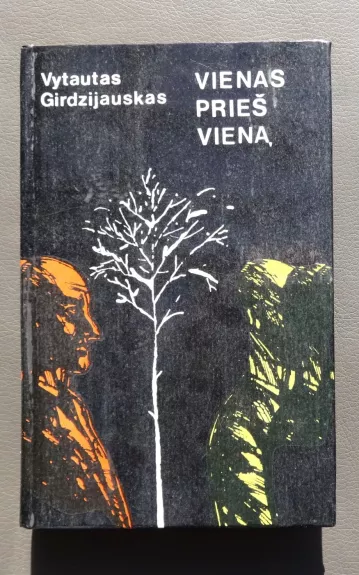 Vytautas
Girdzijauskas
VIENAS
PRIEŠ
VIENĄ